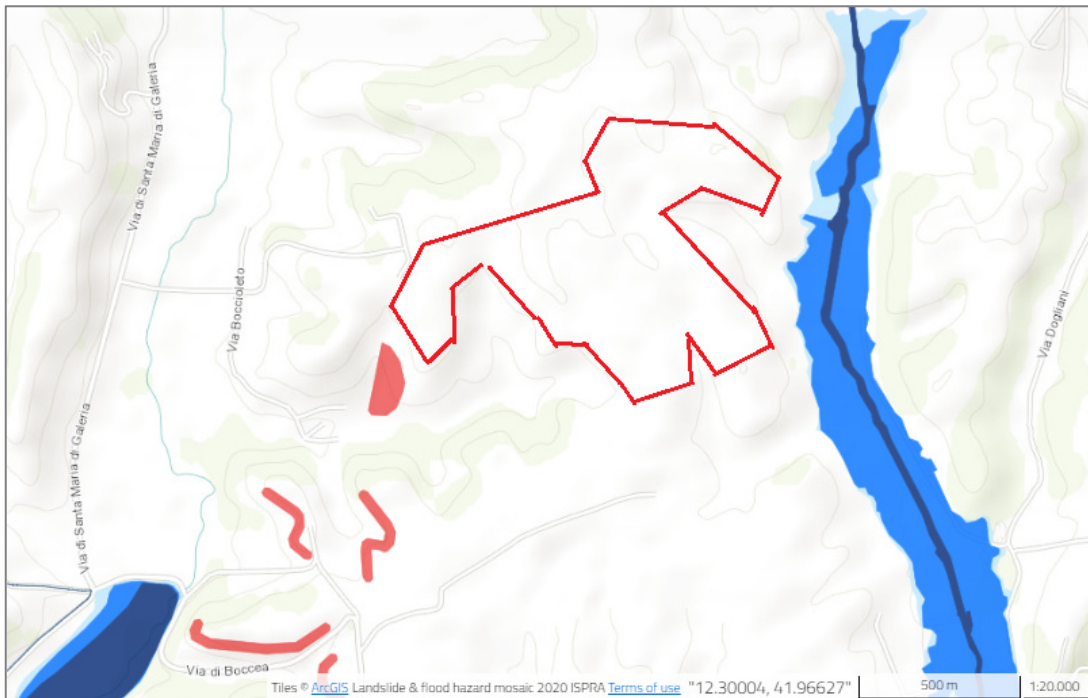 Via di Santa Maria di Galeria
Via Boccioleto
Via Dogliani
Via di Santa Maria di Galeria
Via di Boccea
Tiles © ArcGIS Landslide & flood hazard mosaic 2020 ISPRA Terms of use "12.30004, 41.96627" 500 m 1:20.000